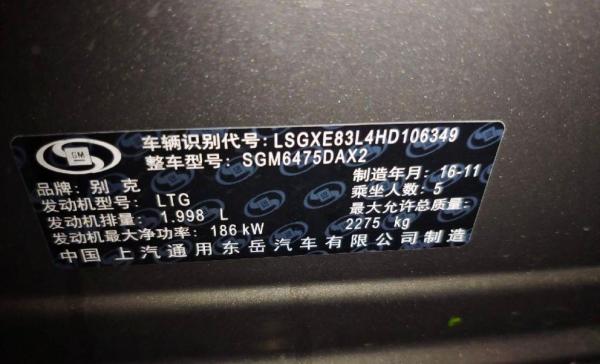 GM
车辆识别代号: LSGXE83L4HD106349
整车型号: SGM6475DAX2
品牌: 别克
制造年月: 16-11
发动机型号: LTG
乘坐人数: 5
发动机排量: 1.998 L
最大允许总质量:
2275 kg
发动机最大净功率: 186 kW
中国 上汽通用东岳汽车有限公司制造